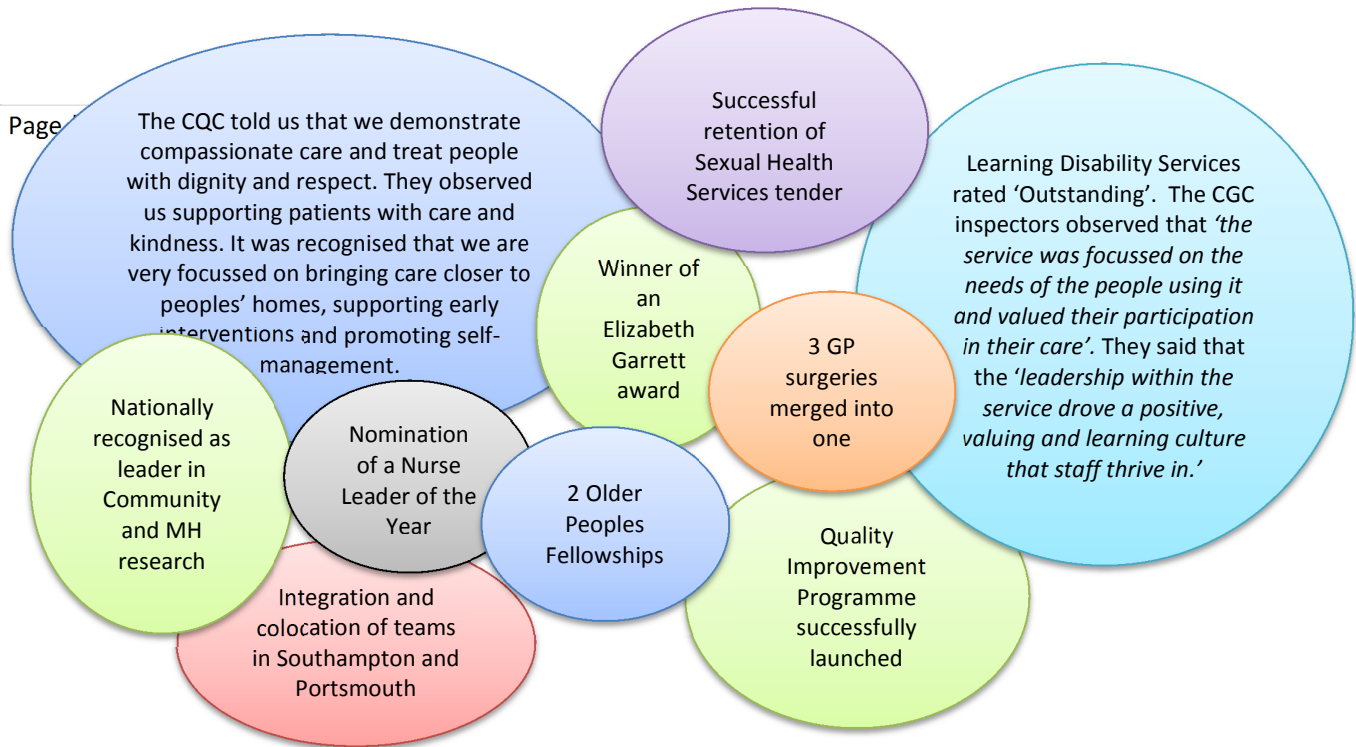 Page
The CQC told us that we demonstrate
compassionate care and treat people
with dignity and respect. They observed
us supporting patients with care and
kindness. It was recognised that we are
very focussed on bringing care closer to
peoples’ homes, supporting early
interventions and promoting self-
management.
Successful
retention of
Sexual Health
Services tender
Learning Disability Services
rated ‘Outstanding’. The CGC
inspectors observed that ‘the
service was focussed on the
needs of the people using it
and valued their participation
in their care’. They said that
the ‘leadership within the
service drove a positive,
valuing and learning culture
that staff thrive in.’
Winner of
an
Elizabeth
Garrett
award
3 GP
surgeries
merged into
one
Nationally
recognised as
leader in
Community
and MH
research
Nomination
of a Nurse
Leader of the
Year
2 Older
Peoples
Fellowships
Quality
Improvement
Programme
successfully
launched
Integration and
colocation of teams
in Southampton and
Portsmouth